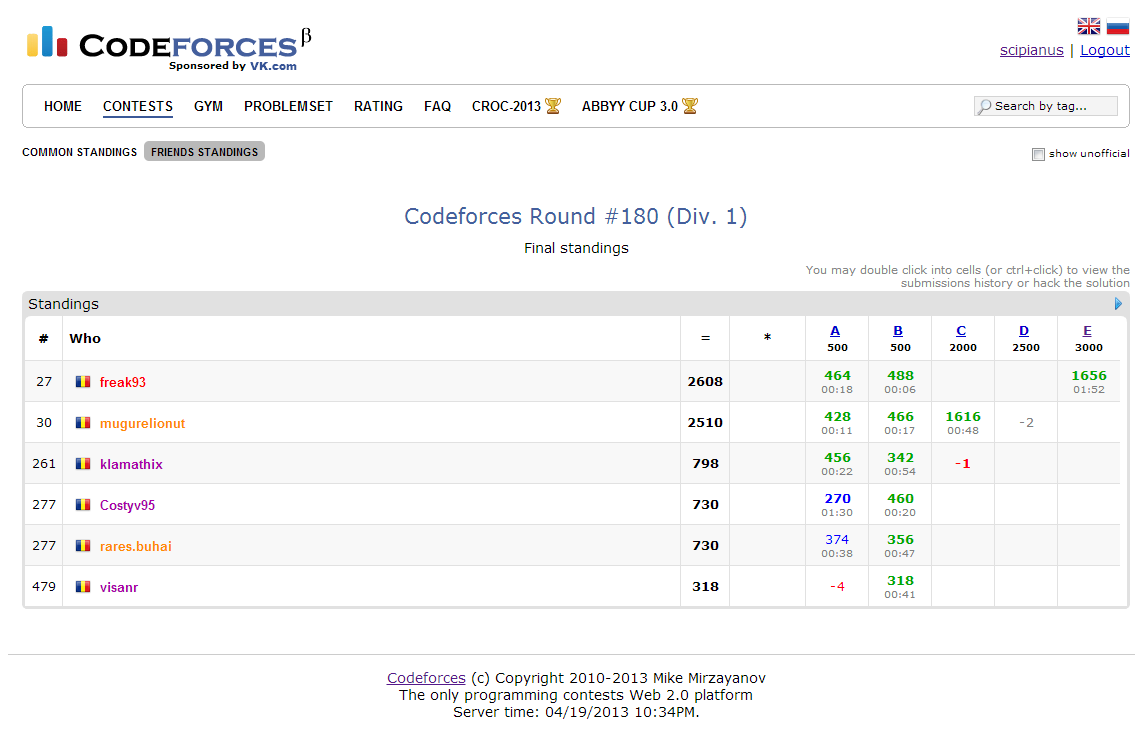 CODEFORCES β
Sponsored by VK.com
scipianus | Logout
HOME CONTESTS GYM PROBLEMSET RATING FAQ CROC-2013 ABBYY CUP 3.0 Search by tag...
COMMON STANDINGS FRIENDS STANDINGS show unofficial
Codeforces Round #180 (Div. 1)
Final standings
You may double click into cells (or ctrl+click) to view the
submissions history or hack the solution
Standings
# Who = * A B C D E
500 500 2000 2500 3000
27 freak93 2608 464 488 1656
00:18 00:06 01:52
30 mugurelionut 2510 428 466 1616 -2
00:11 00:17 00:48
261 klamathix 798 456 342 -1
00:22 00:54
277 Costyv95 730 270 460
01:30 00:20
277 rares.buhai 730 374 356
00:38 00:47
479 visanr 318 -4 318
00:41
Codeforces (c) Copyright 2010-2013 Mike Mirzayanov
The only programming contests Web 2.0 platform
Server time: 04/19/2013 10:34PM.